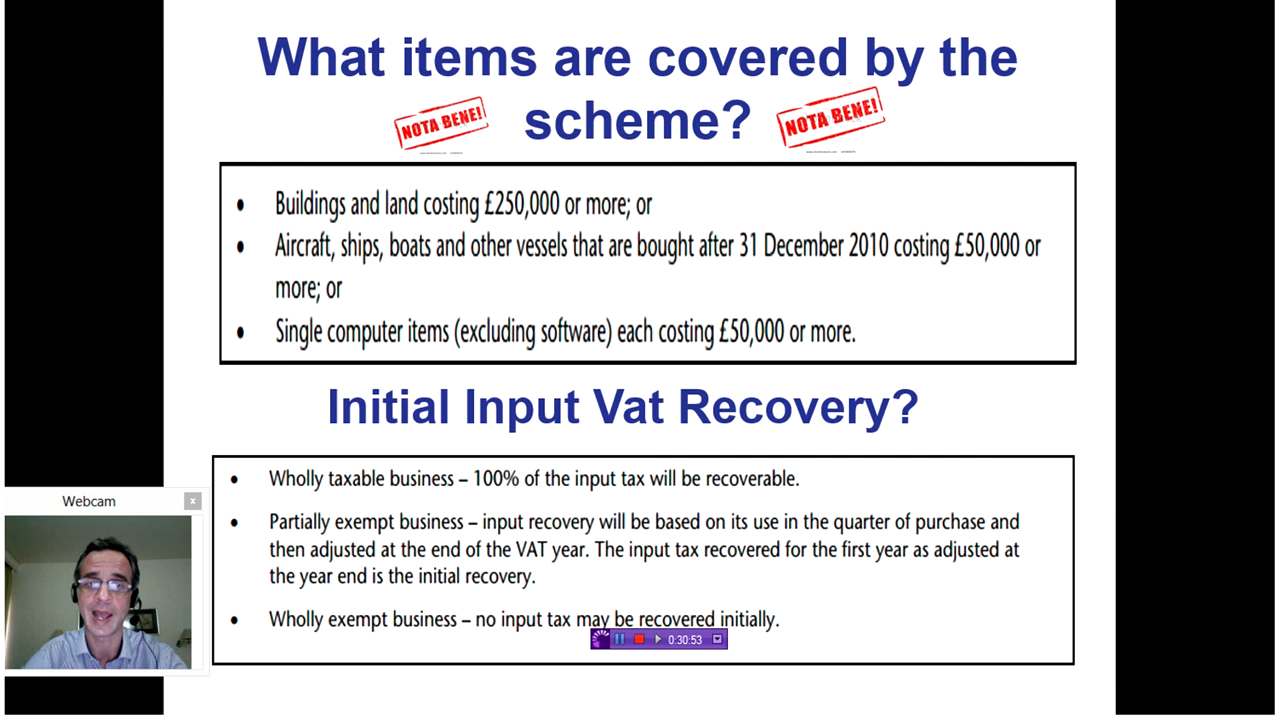 What items are covered by the
scheme?
NOTA BENE!
NOTA BENE!
• Buildings and land costing £250,000 or more; or
• Aircraft, ships, boats and other vessels that are bought after 31 December 2010 costing £50,000 or
more; or
• Single computer items (excluding software) each costing £50,000 or more.
Initial Input Vat Recovery?
• Wholly taxable business – 100% of the input tax will be recoverable.
• Partially exempt business – input recovery will be based on its use in the quarter of purchase and
then adjusted at the end of the VAT year. The input tax recovered for the first year as adjusted at
the year end is the initial recovery.
• Wholly exempt business – no input tax may be recovered initially.
Webcam
x
0:30:53